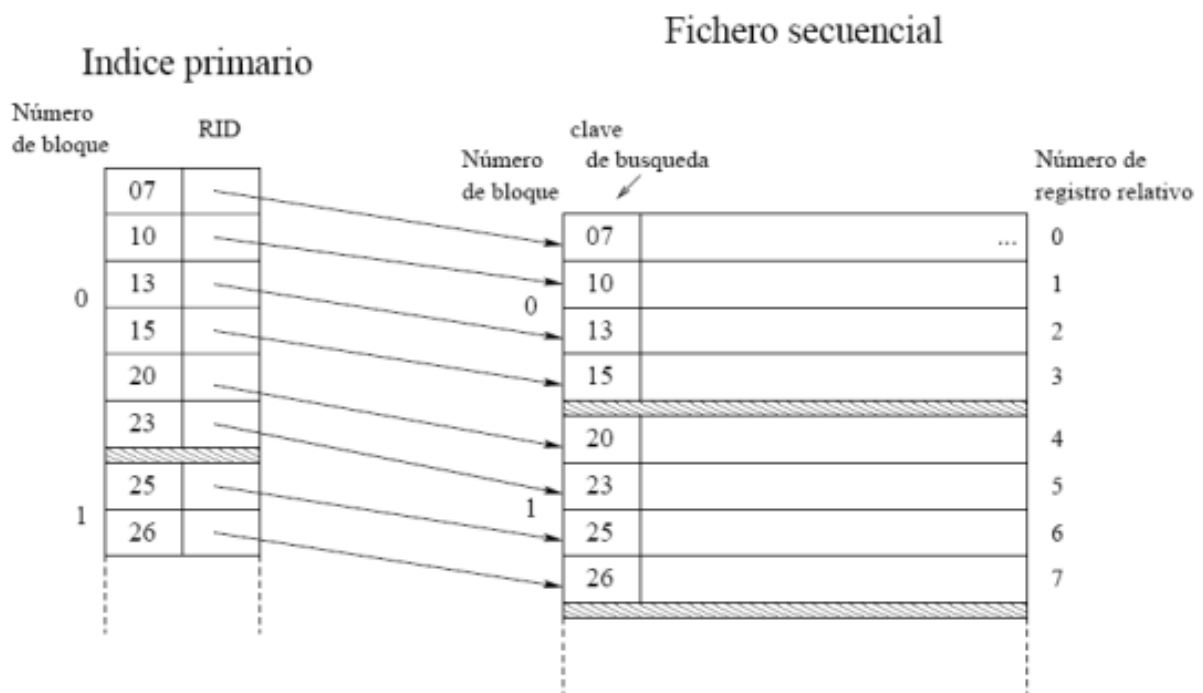 Fichero secuencial
Indice primario
Número
de bloque
RID
clave
de busqueda
Número
de bloque
Número de
registro relativo
07
10
0
13
15
20
23
25
1
26
07
...
0
10
1
0
13
2
15
3
20
4
23
5
1
25
6
26
7